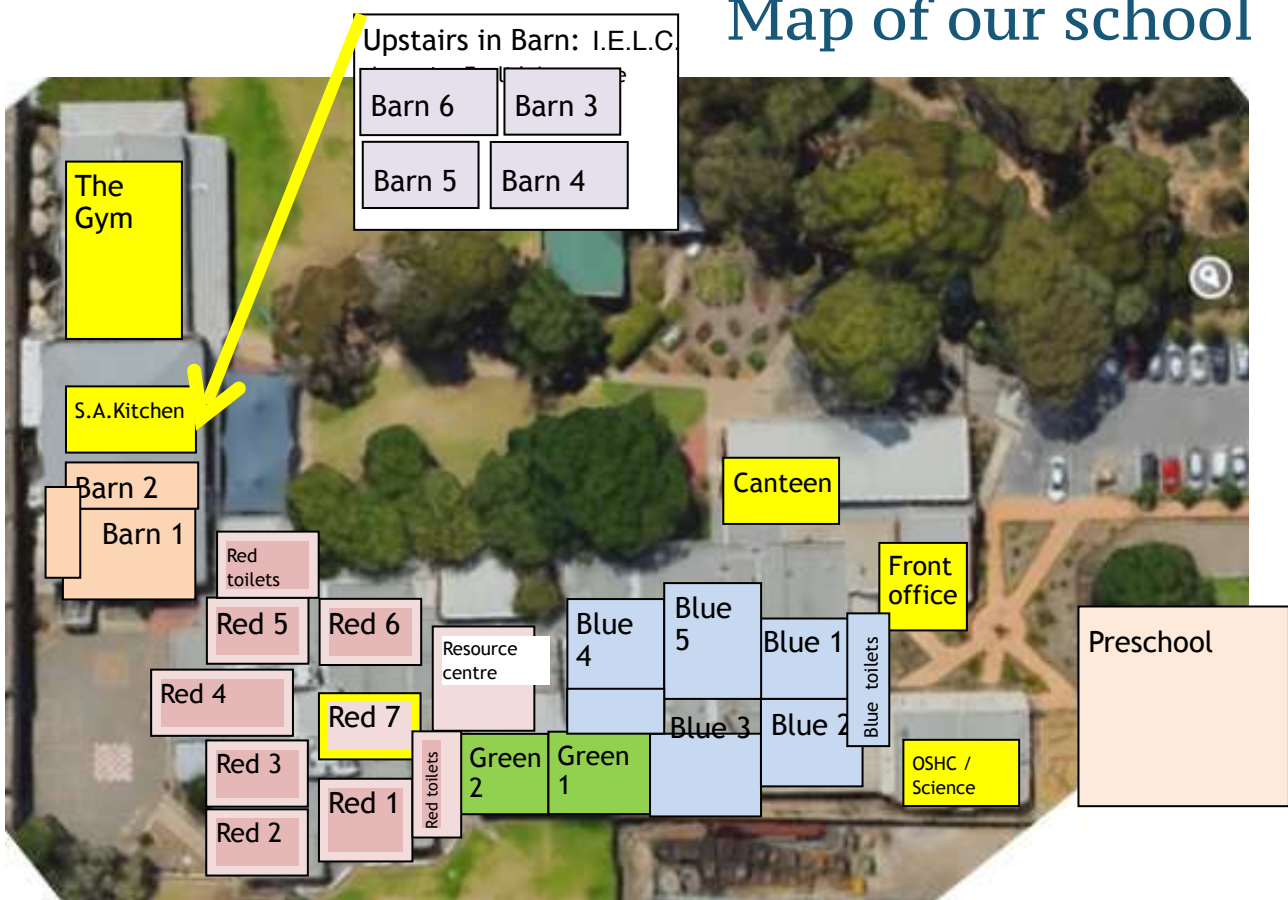 Map of our school
Upstairs in Barn: I.E.L.C.
Barn 6
Barn 3
Barn 5
Barn 4
The
Gym
S.A.Kitchen
Barn 2
Barn 1
Canteen
Front
office
Preschool
Red
toilets
Red 5
Red 6
Resource
centre
Blue
4
Blue
5
Blue 1
Blue toilets
Red 4
Red 7
Blue 3
Blue 2
Red 3
Red toilets
Green
2
Green
1
OSHC /
Science
Red 1
Red 2